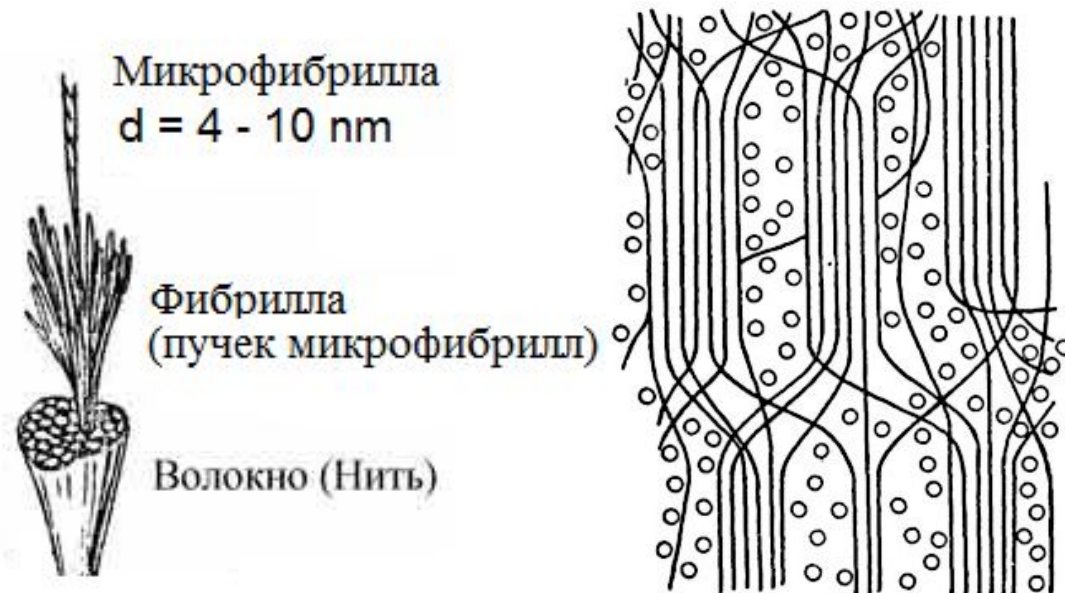 Микрофибрилла
d = 4 - 10 nm
Фибрилла
(пучек микрофибрилл)
Волокно (Нить)